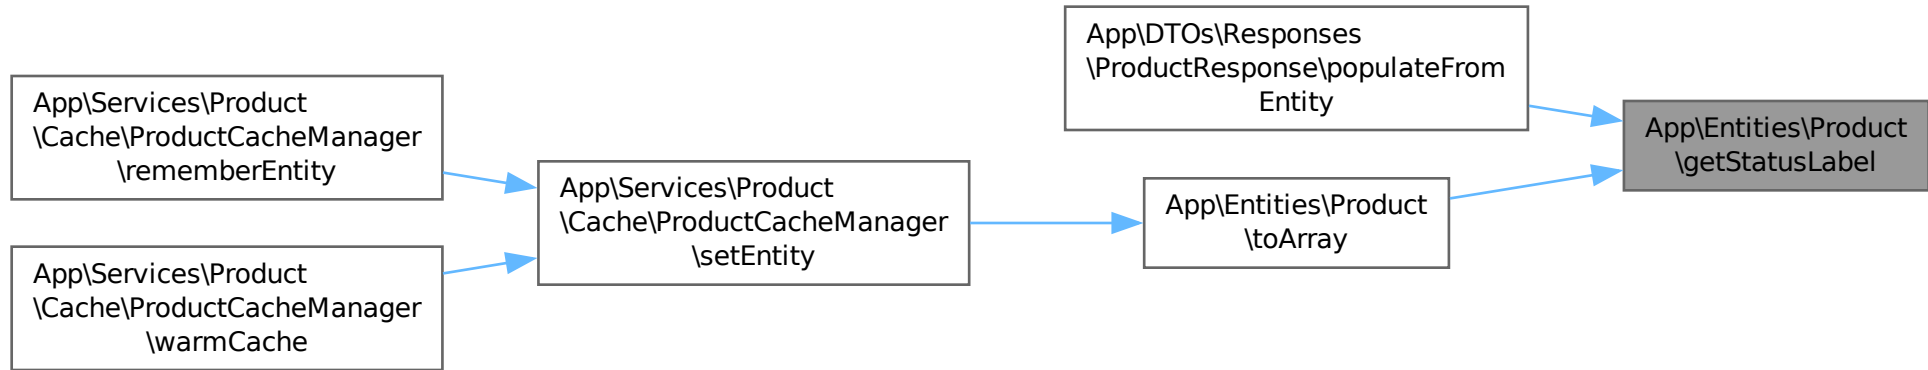 App\Services\Product
\Cache\ProductCacheManager
\rememberEntity
App\Services\Product
\Cache\ProductCacheManager
\warmCache
App\Services\Product
\Cache\ProductCacheManager
\setEntity
App\DTOs\Responses
\ProductResponse\populateFrom
Entity
App\Entities\Product
\toArray
App\Entities\Product
\getStatusLabel